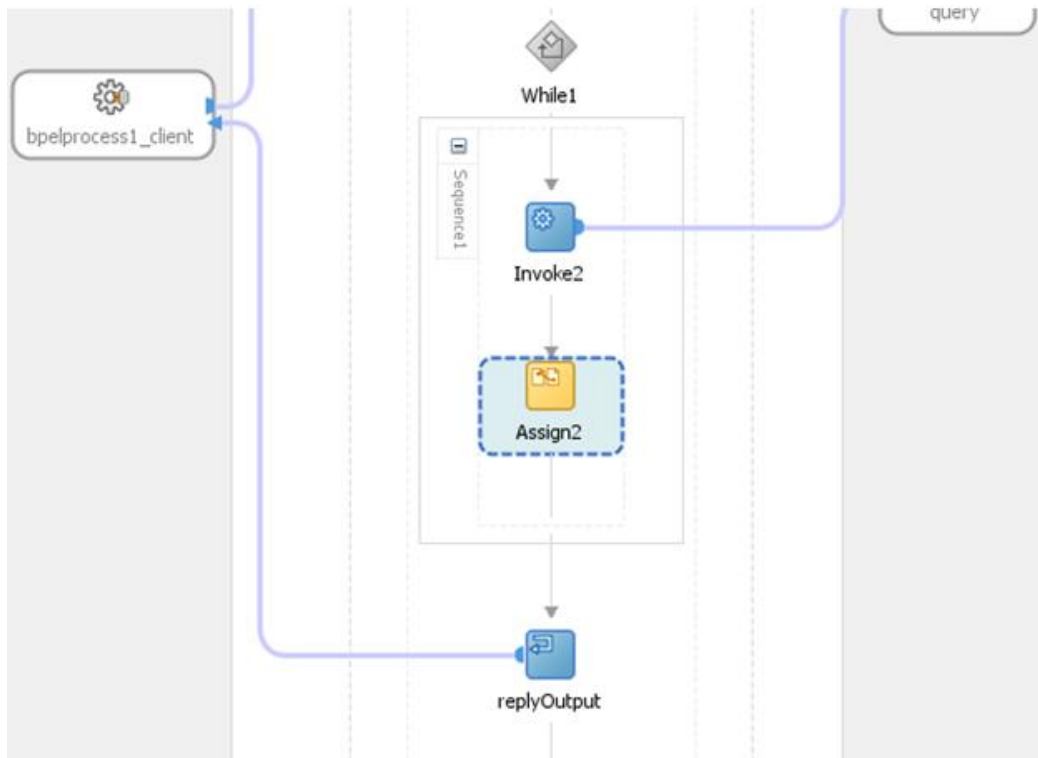 query
While1
bpelprocess1_client
Sequence1
Invoke2
Assign2
replyOutput